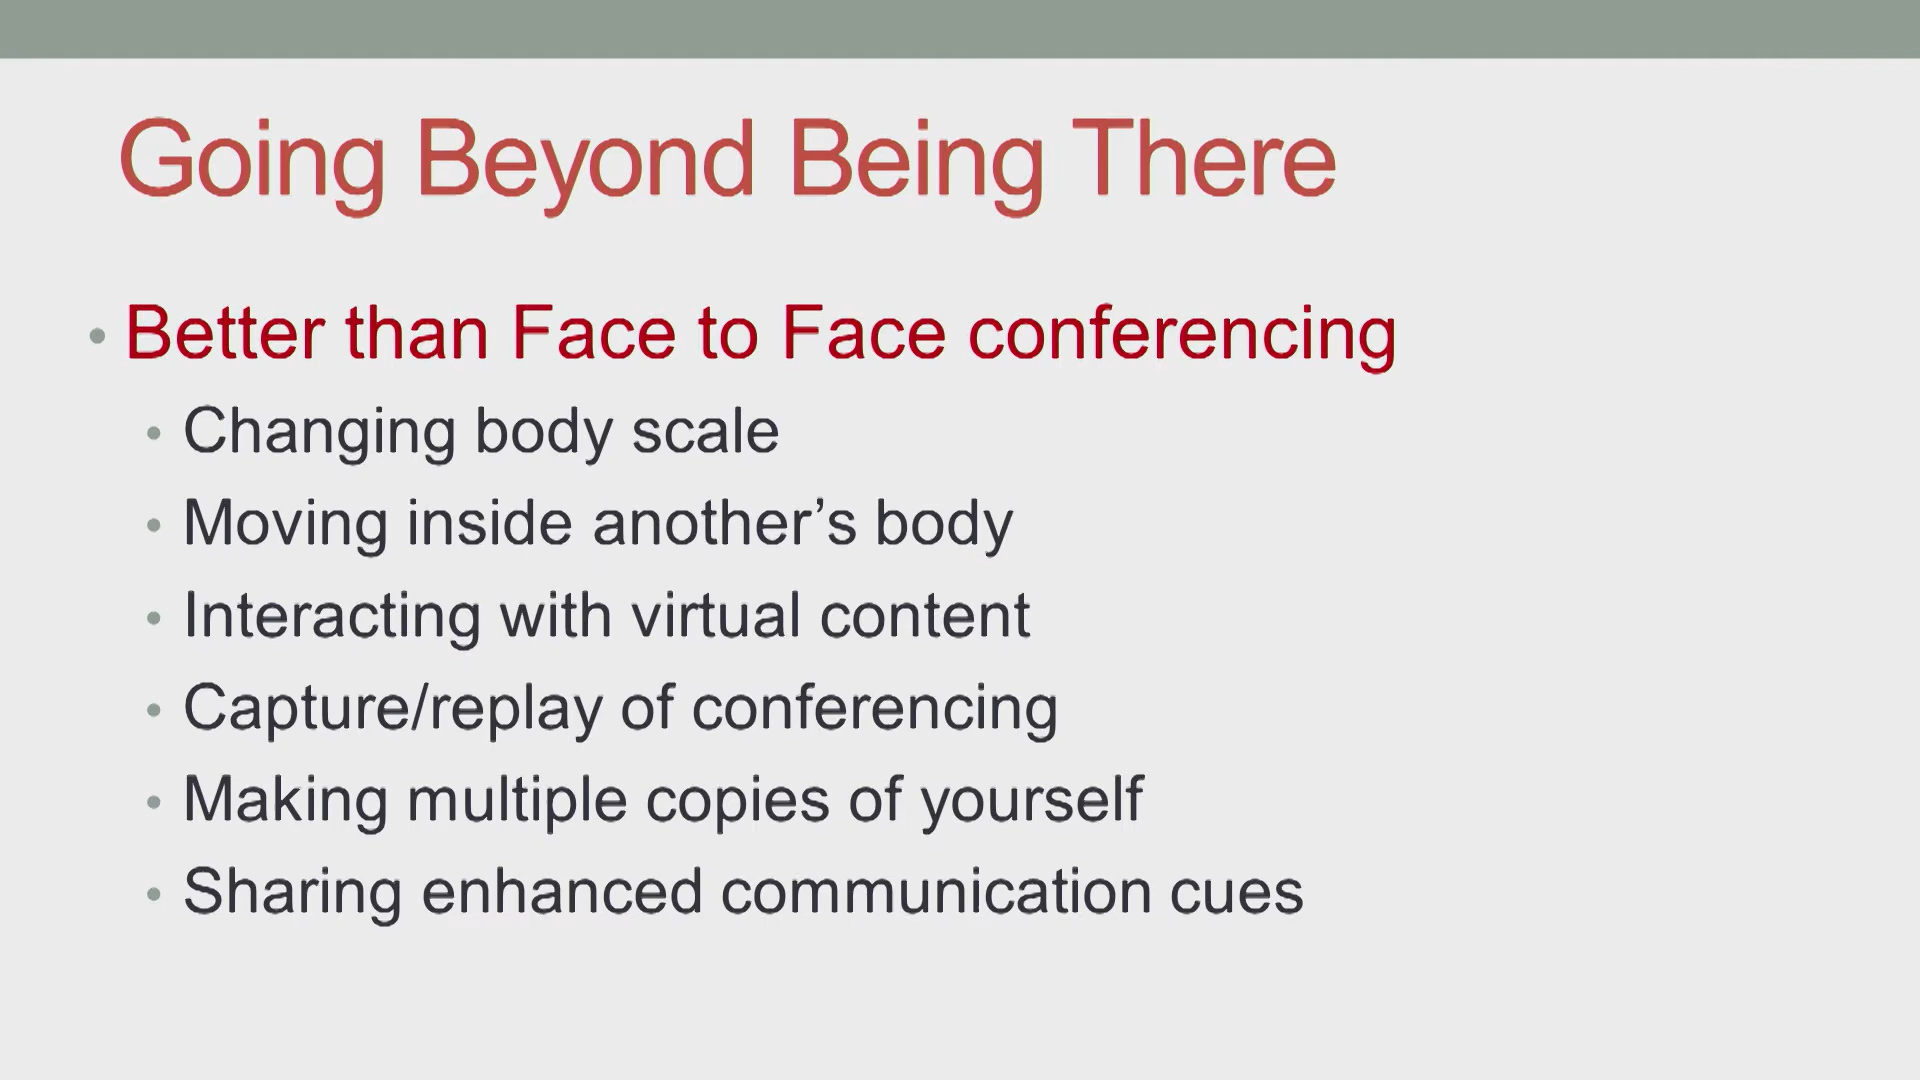 Going Beyond Being There
• Better than Face to Face conferencing
• Changing body scale
• Moving inside another’s body
• Interacting with virtual content
• Capture/replay of conferencing
• Making multiple copies of yourself
• Sharing enhanced communication cues